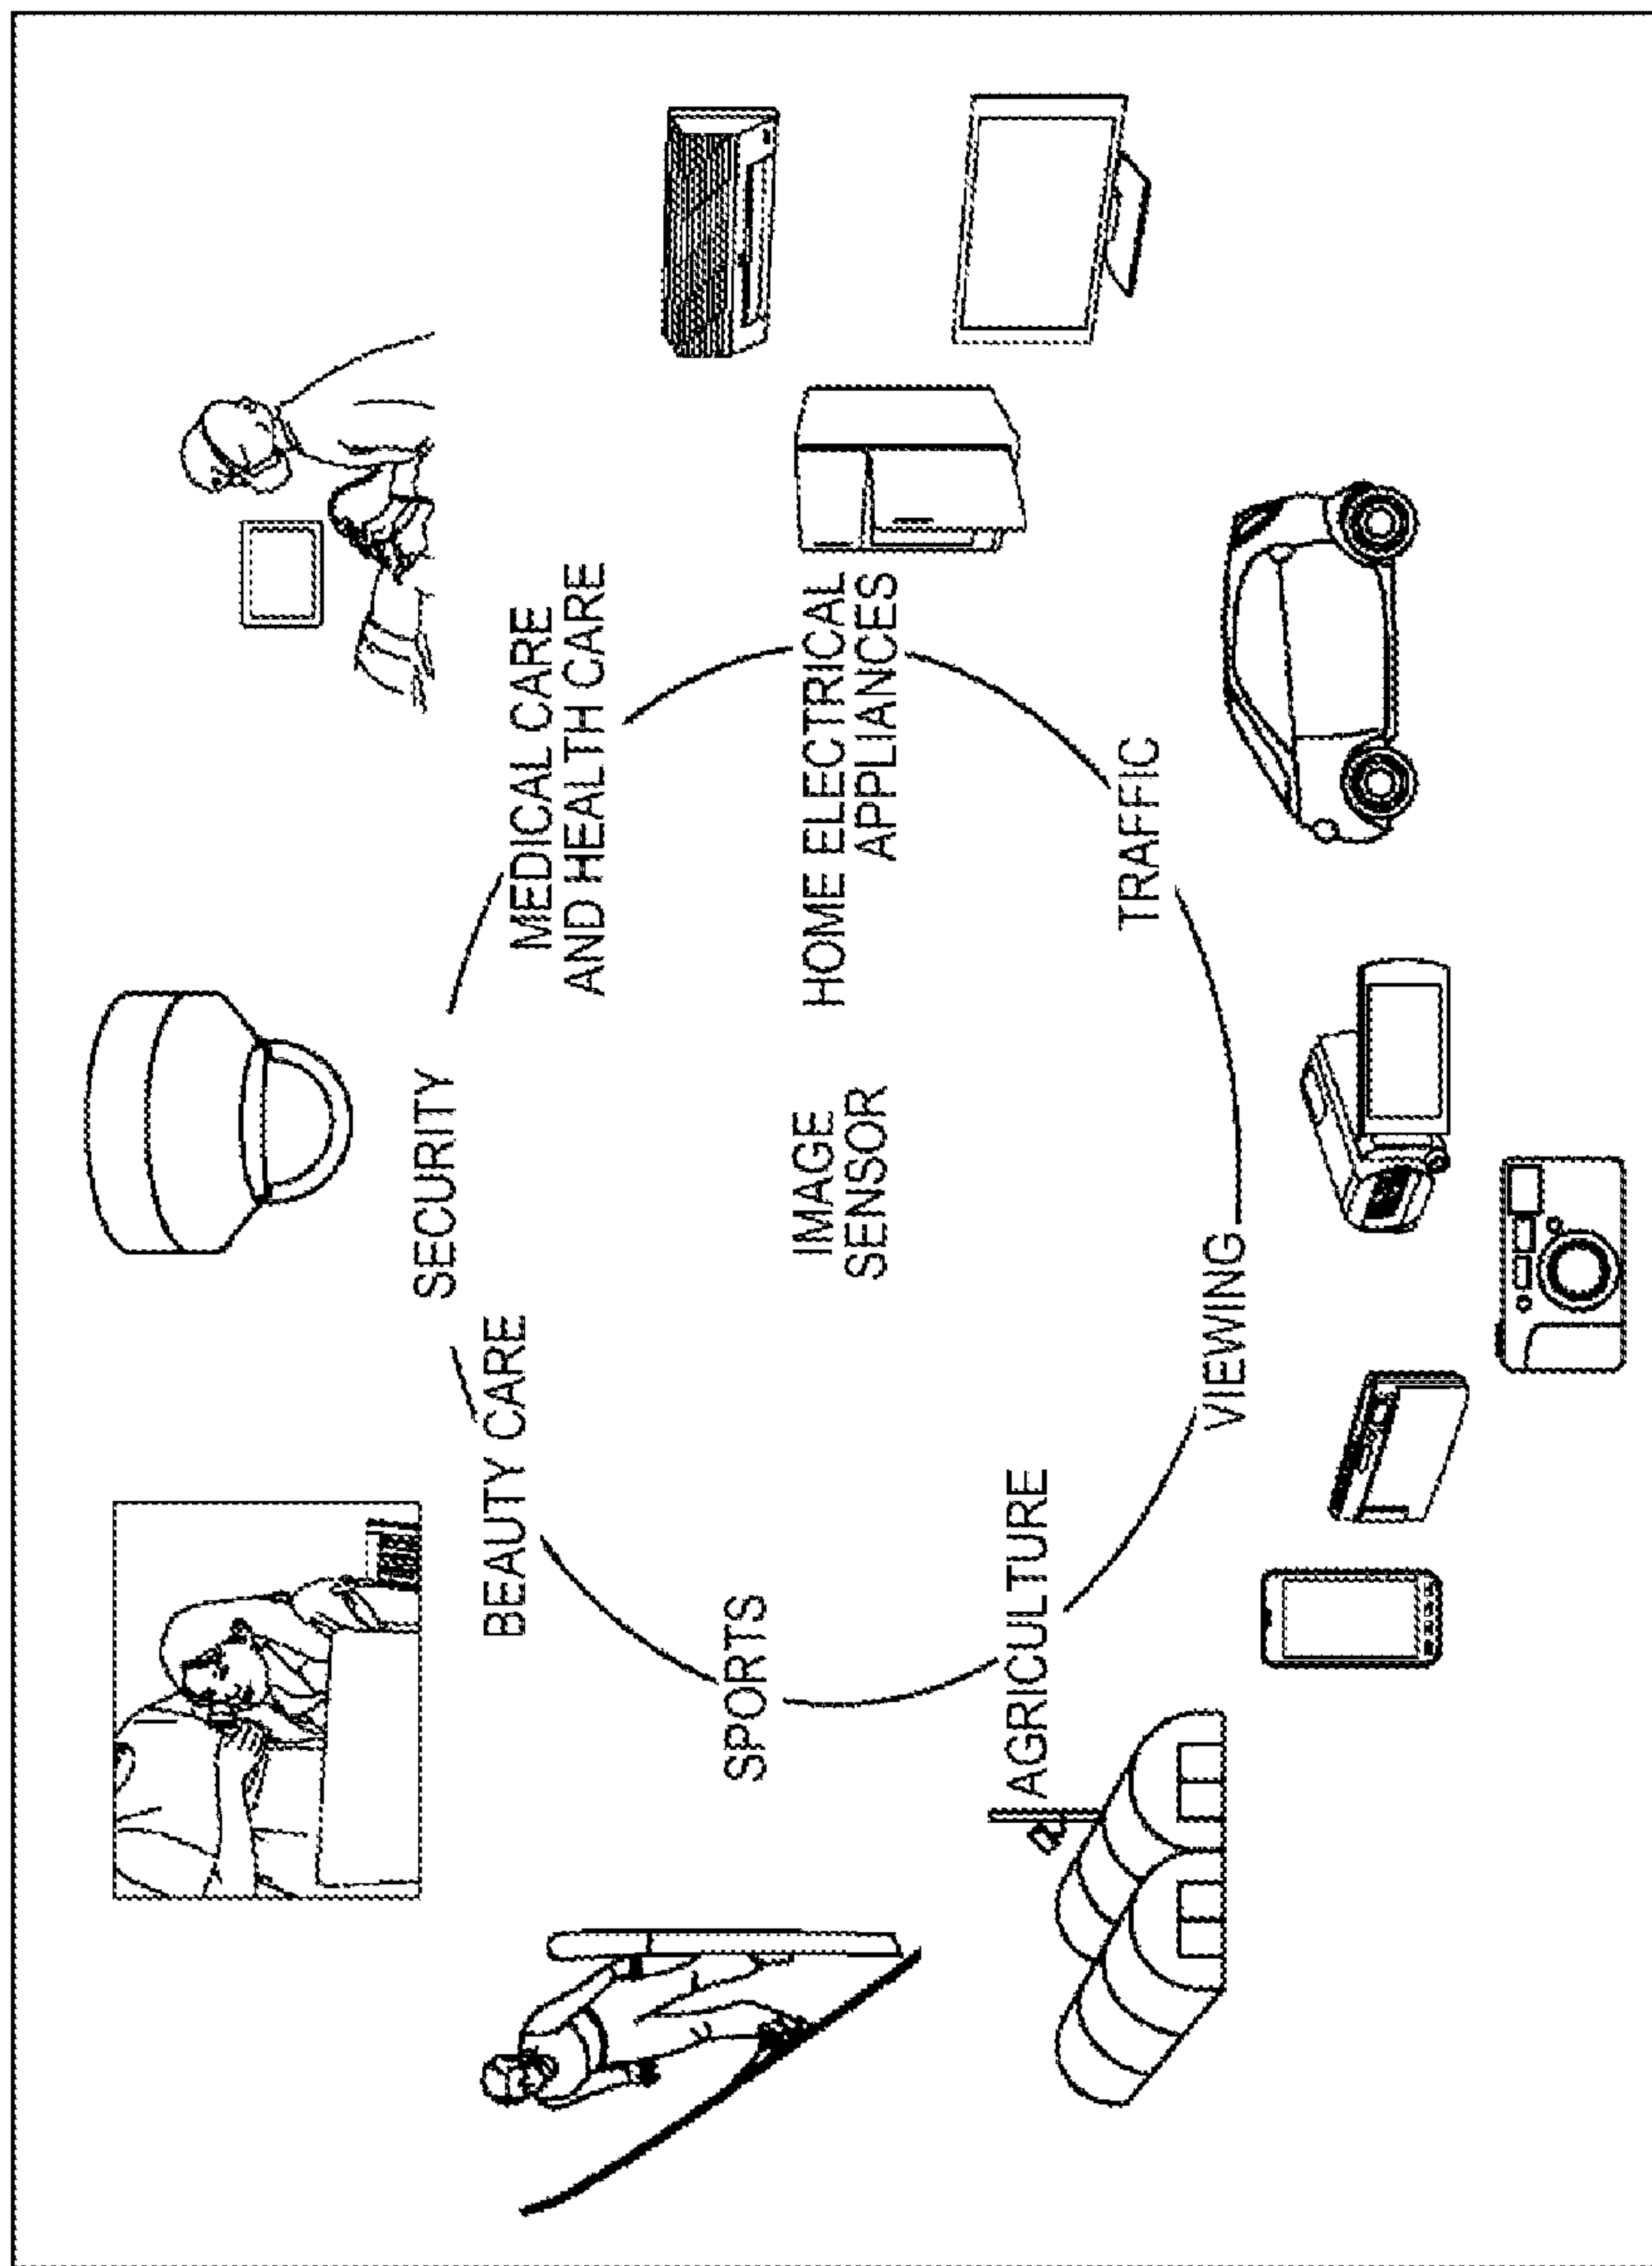 SECURITY
BEAUTY CARE
MEDICAL CARE
AND HEALTH CARE
SPORTS
IMAGE
SENSOR
HOME ELECTRICAL
APPLIANCES
AGRICULTURE
TRAFFIC
VIEWING